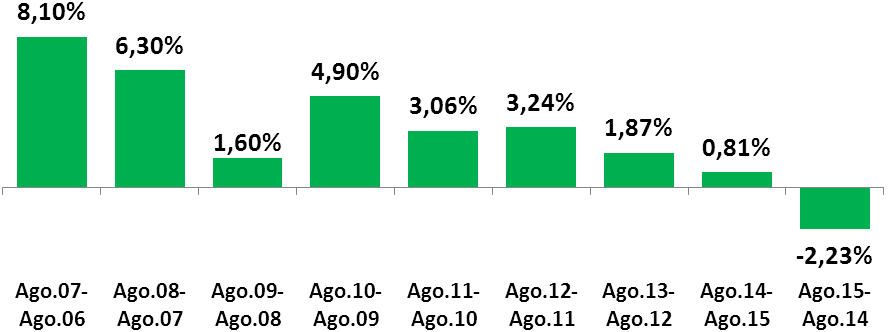 8,10%
6,30%
1,60%
4,90%
3,06%
3,24%
1,87%
0,81%
-2,23%
Ago.07-
Ago.06
Ago.08-
Ago.07
Ago.09-
Ago.08
Ago.10-
Ago.09
Ago.11-
Ago.10
Ago.12-
Ago.11
Ago.13-
Ago.12
Ago.14-
Ago.15
Ago.15-
Ago.14